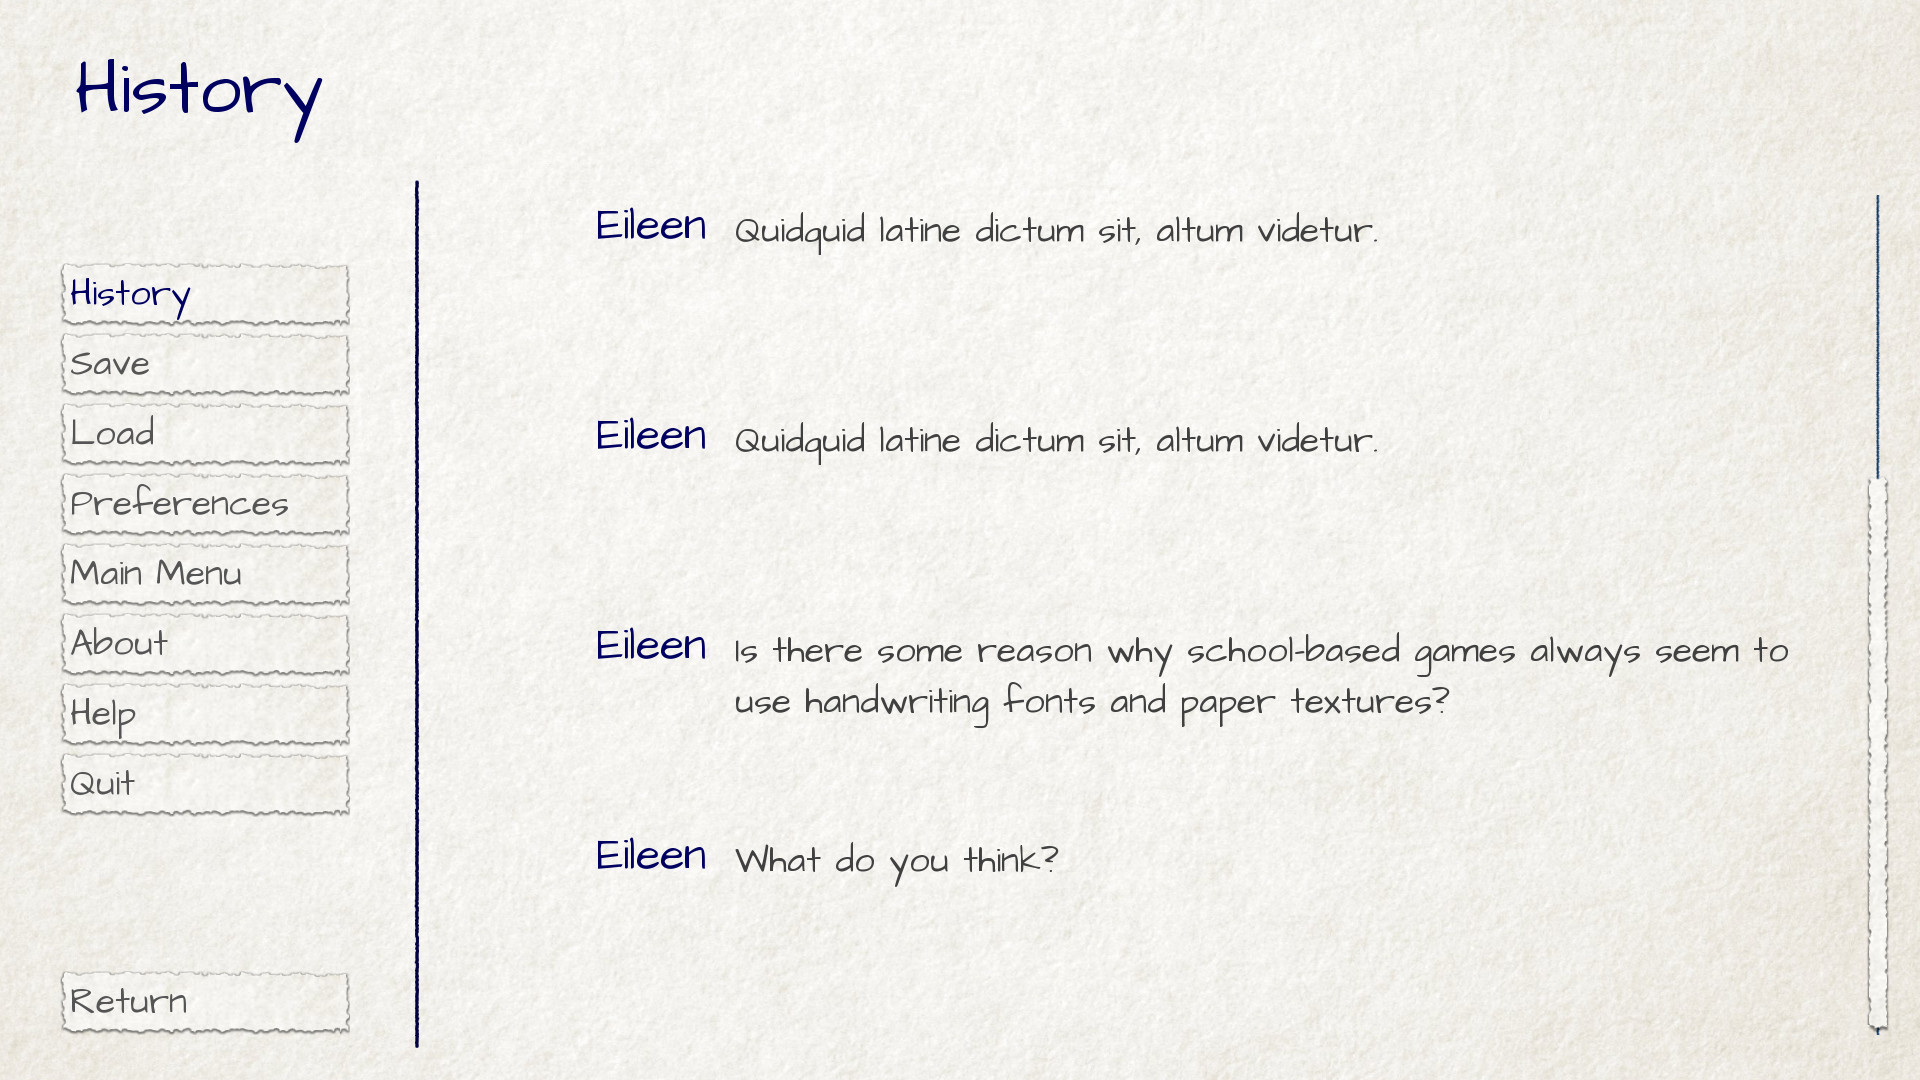 History
History
Save
Load
Preferences
Main Menu
About
Help
Quit
Return
Eileen Quidquid latine dictum sit, altum videtur.
Eileen Quidquid latine dictum sit, altum videtur.
Eileen Is there some reason why school-based games always seem to
use handwriting fonts and paper textures?
Eileen What do you think?